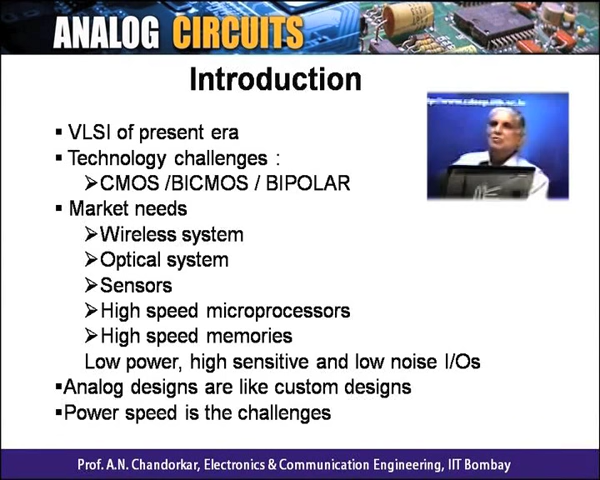 ANALOG CIRCUITS
Introduction
▪ VLSI of present era
▪ Technology challenges :
➢CMOS /BICMOS / BIPOLAR
▪ Market needs
➢Wireless system
➢Optical system
➢Sensors
➢High speed microprocessors
➢High speed memories
Low power, high sensitive and low noise I/Os
▪Analog designs are like custom designs
▪Power speed is the challenges
Prof. A.N. Chandorkar, Electronics & Communication Engineering, IIT Bombay